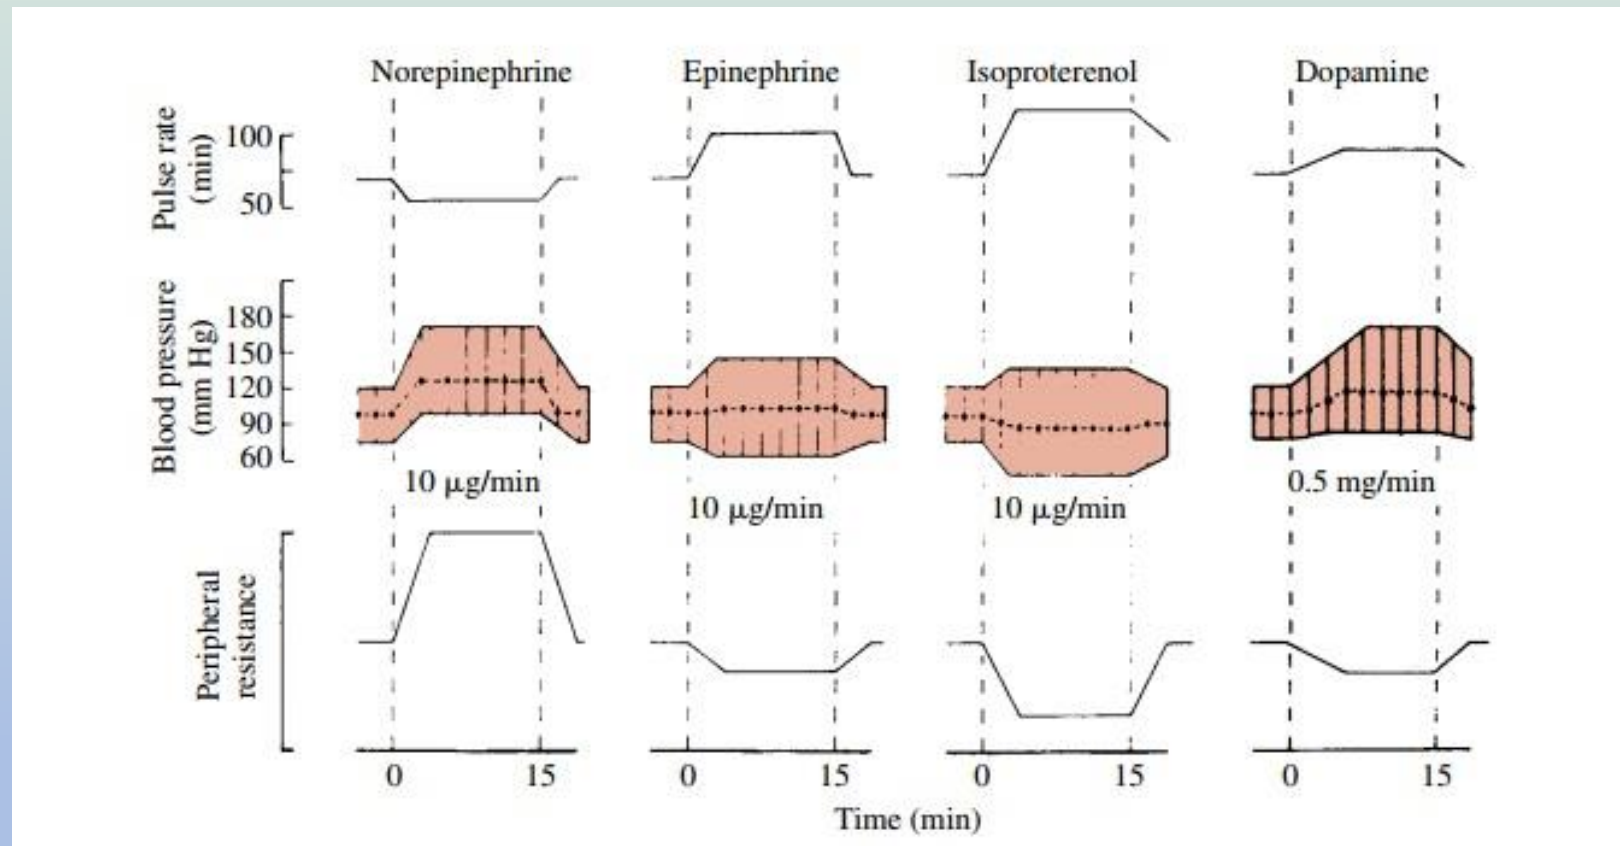 Norepinephrine
Epinephrine
Isoproterenol
Dopamine
Pulse rate
(min)
100
50
Blood pressure
(mm Hg)
180
150
120
90
60
10 μg/min
10 μg/min
10 μg/min
0.5 mg/min
Peripheral
resistance
0 15
0 15
0 15
0 15
Time (min)